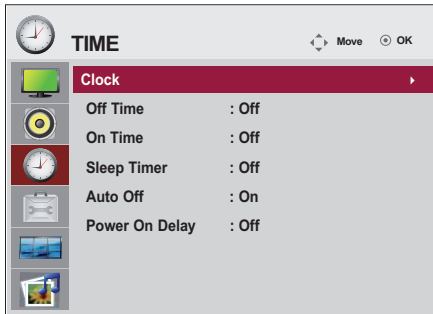 TIME Move OK
Clock
Off Time : Off
On Time : Off
Sleep Timer : Off
Auto Off : On
Power On Delay : Off